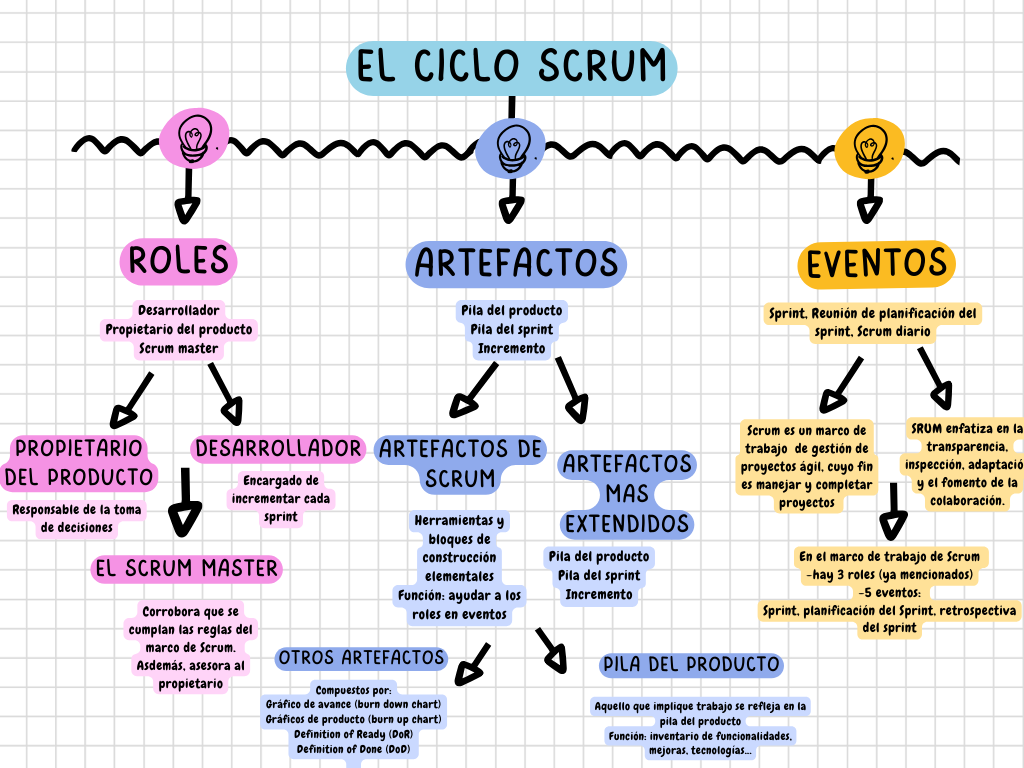 EL CICLO SCRUM
ROLES
Desarrollador
Propietario del producto
Scrum master
PROPIETARIO
DEL PRODUCTO
Responsable de la toma
de decisiones
DESARROLLADOR
Encargado de
incrementar cada
sprint
EL SCRUM MASTER
Corrobora que se
cumplan las reglas del
marco de Scrum.
Asdemás, asesora al
propietario
ARTEFACTOS
Pila del producto
Pila del sprint
Incremento
ARTEFACTOS DE
SCRUM
Herramientas y
bloques de
construcción
elementales
Función: ayudar a los
roles en eventos
ARTEFACTOS
MAS
EXTENDIDOS
Pila del producto
Pila del sprint
Incremento
OTROS ARTEFACTOS
Compuestos por:
Gráfico de avance (burn down chart)
Gráficos de producto (burn up chart)
Definition of Ready (DoR)
Definition of Done (DoD)
PILA DEL PRODUCTO
Aquello que implique trabajo se refleja en la
pila del producto
Función: inventario de funcionalidades,
mejoras, tecnologías...
EVENTOS
Sprint, Reunión de planificación del
sprint, Scrum diario
Scrum es un marco de
trabajo de gestión de
proyectos ágil, cuyo fin
es manejar y completar
proyectos
SRUM enfatiza en la
transparencia,
inspección, adaptació
y el fomento de la
colaboración.
En el marco de trabajo de Scrum
-hay 3 roles (ya mencionados)
-5 eventos:
Sprint, planificación del Sprint, retrospectiva
del sprint